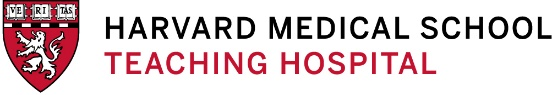 VE RI TAS
HARVARD MEDICAL SCHOOL
TEACHING HOSPITAL